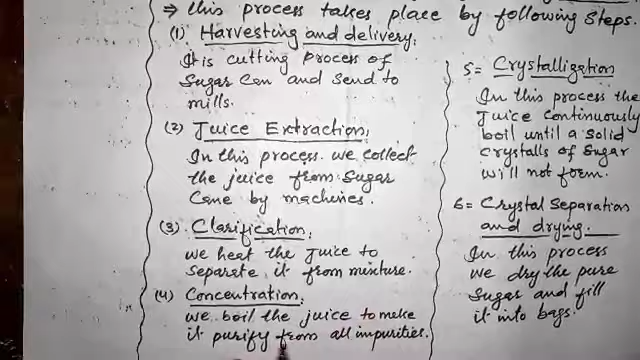 ⇒ this process takes place by following steps.
(1) Harvesting and delivery;
It is cutting process of
Sugar Can and send to
mills.
(2) Juice Extraction;
In this process we collect
the juice from Sugar
Cane by machines.
(3) Clarification;
we heat the Juice to
Separate it from mixture.
(4) Concentration;
we boil the juice to make
it purify from all impurities.
5= Crystallization
In this process the
Juice continuously
boil until a solid
crystalls of Sugar
will not form.
6= Crystal Separation
and drying.
In this process
we dry the pure
Sugar and fill
it into bags.